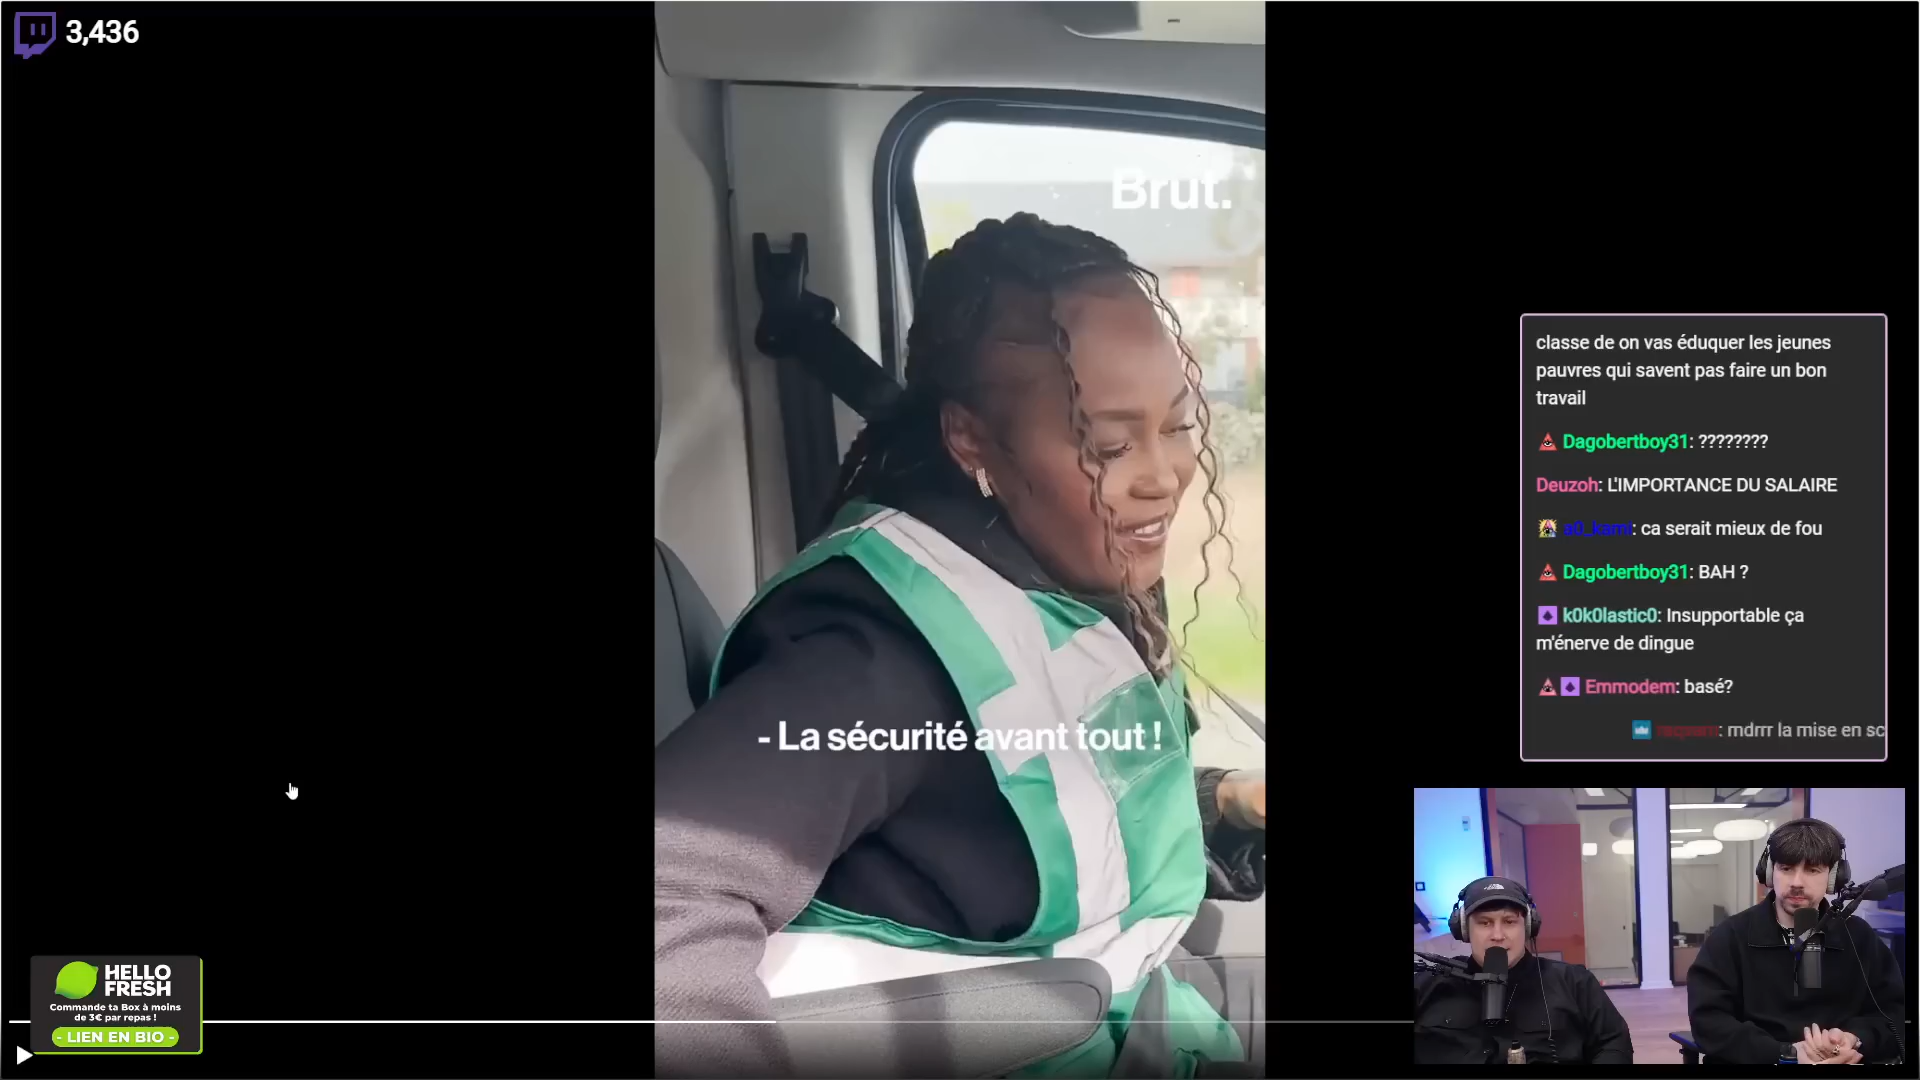 3,436
Brut.
- La sécurité avant tout !
classe de on vas éduquer les jeunes
pauvres qui savent pas faire un bon
travail
Dagobertboy31: ????????
Deuzoh: L'IMPORTANCE DU SALAIRE
a0_kami: ca serait mieux de fou
Dagobertboy31: BAH ?
k0k0lastic0: Insupportable ça
m'énerve de dingue
Emmodem: basé?
: mdrrr la mise en sc
HELLO
FRESH
Commande ta Box à moins
de 3€ par repas !
- LIEN EN BIO -